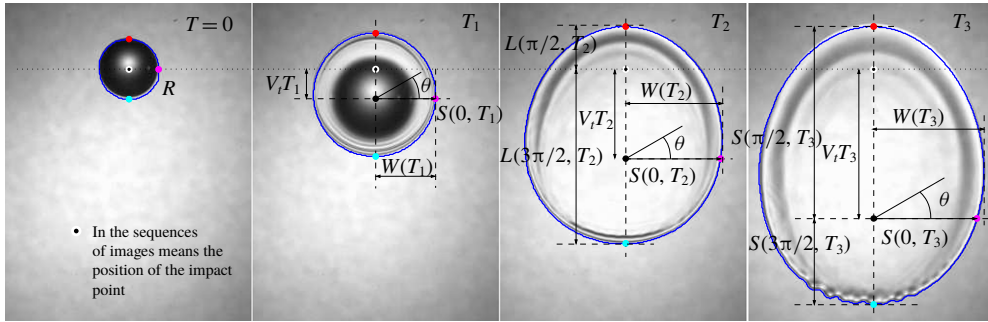 T = 0
R
In the sequences
of images means the
position of the impact
point
T₁
VₜT₁
θ
S(0, T₁)
W(T₁)
T₂
L(π/2, T₂)
VₜT₂
W(T₂)
θ
L(3π/2, T₂)
S(0, T₂)
T₃
W(T₃)
S(π/2, T₃)
VₜT₃
θ
S(0, T₃)
S(3π/2, T₃)